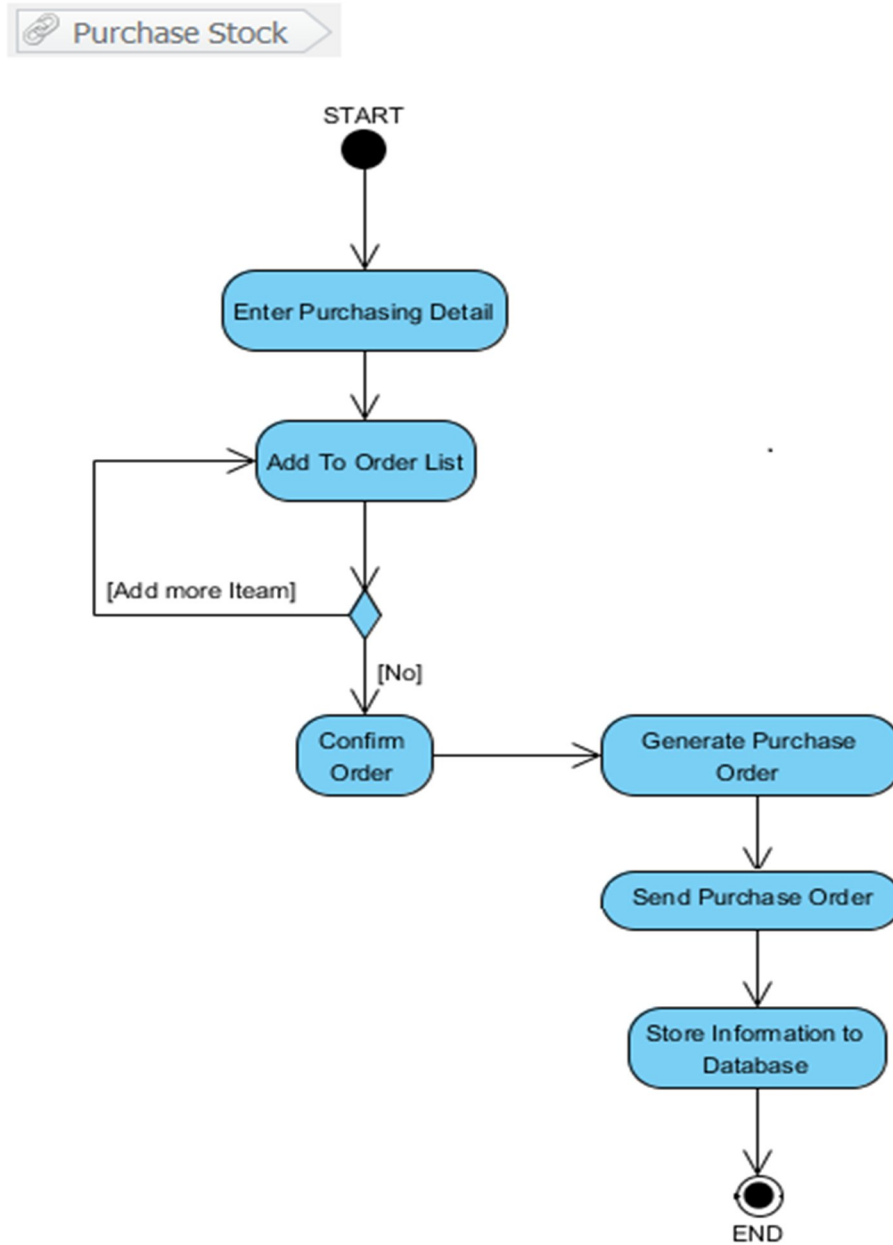 Purchase Stock
START
Enter Purchasing Detail
Add To Order List
[Add more Iteam]
[No]
Confirm
Order
Generate Purchase
Order
Send Purchase Order
Store Information to
Database
END